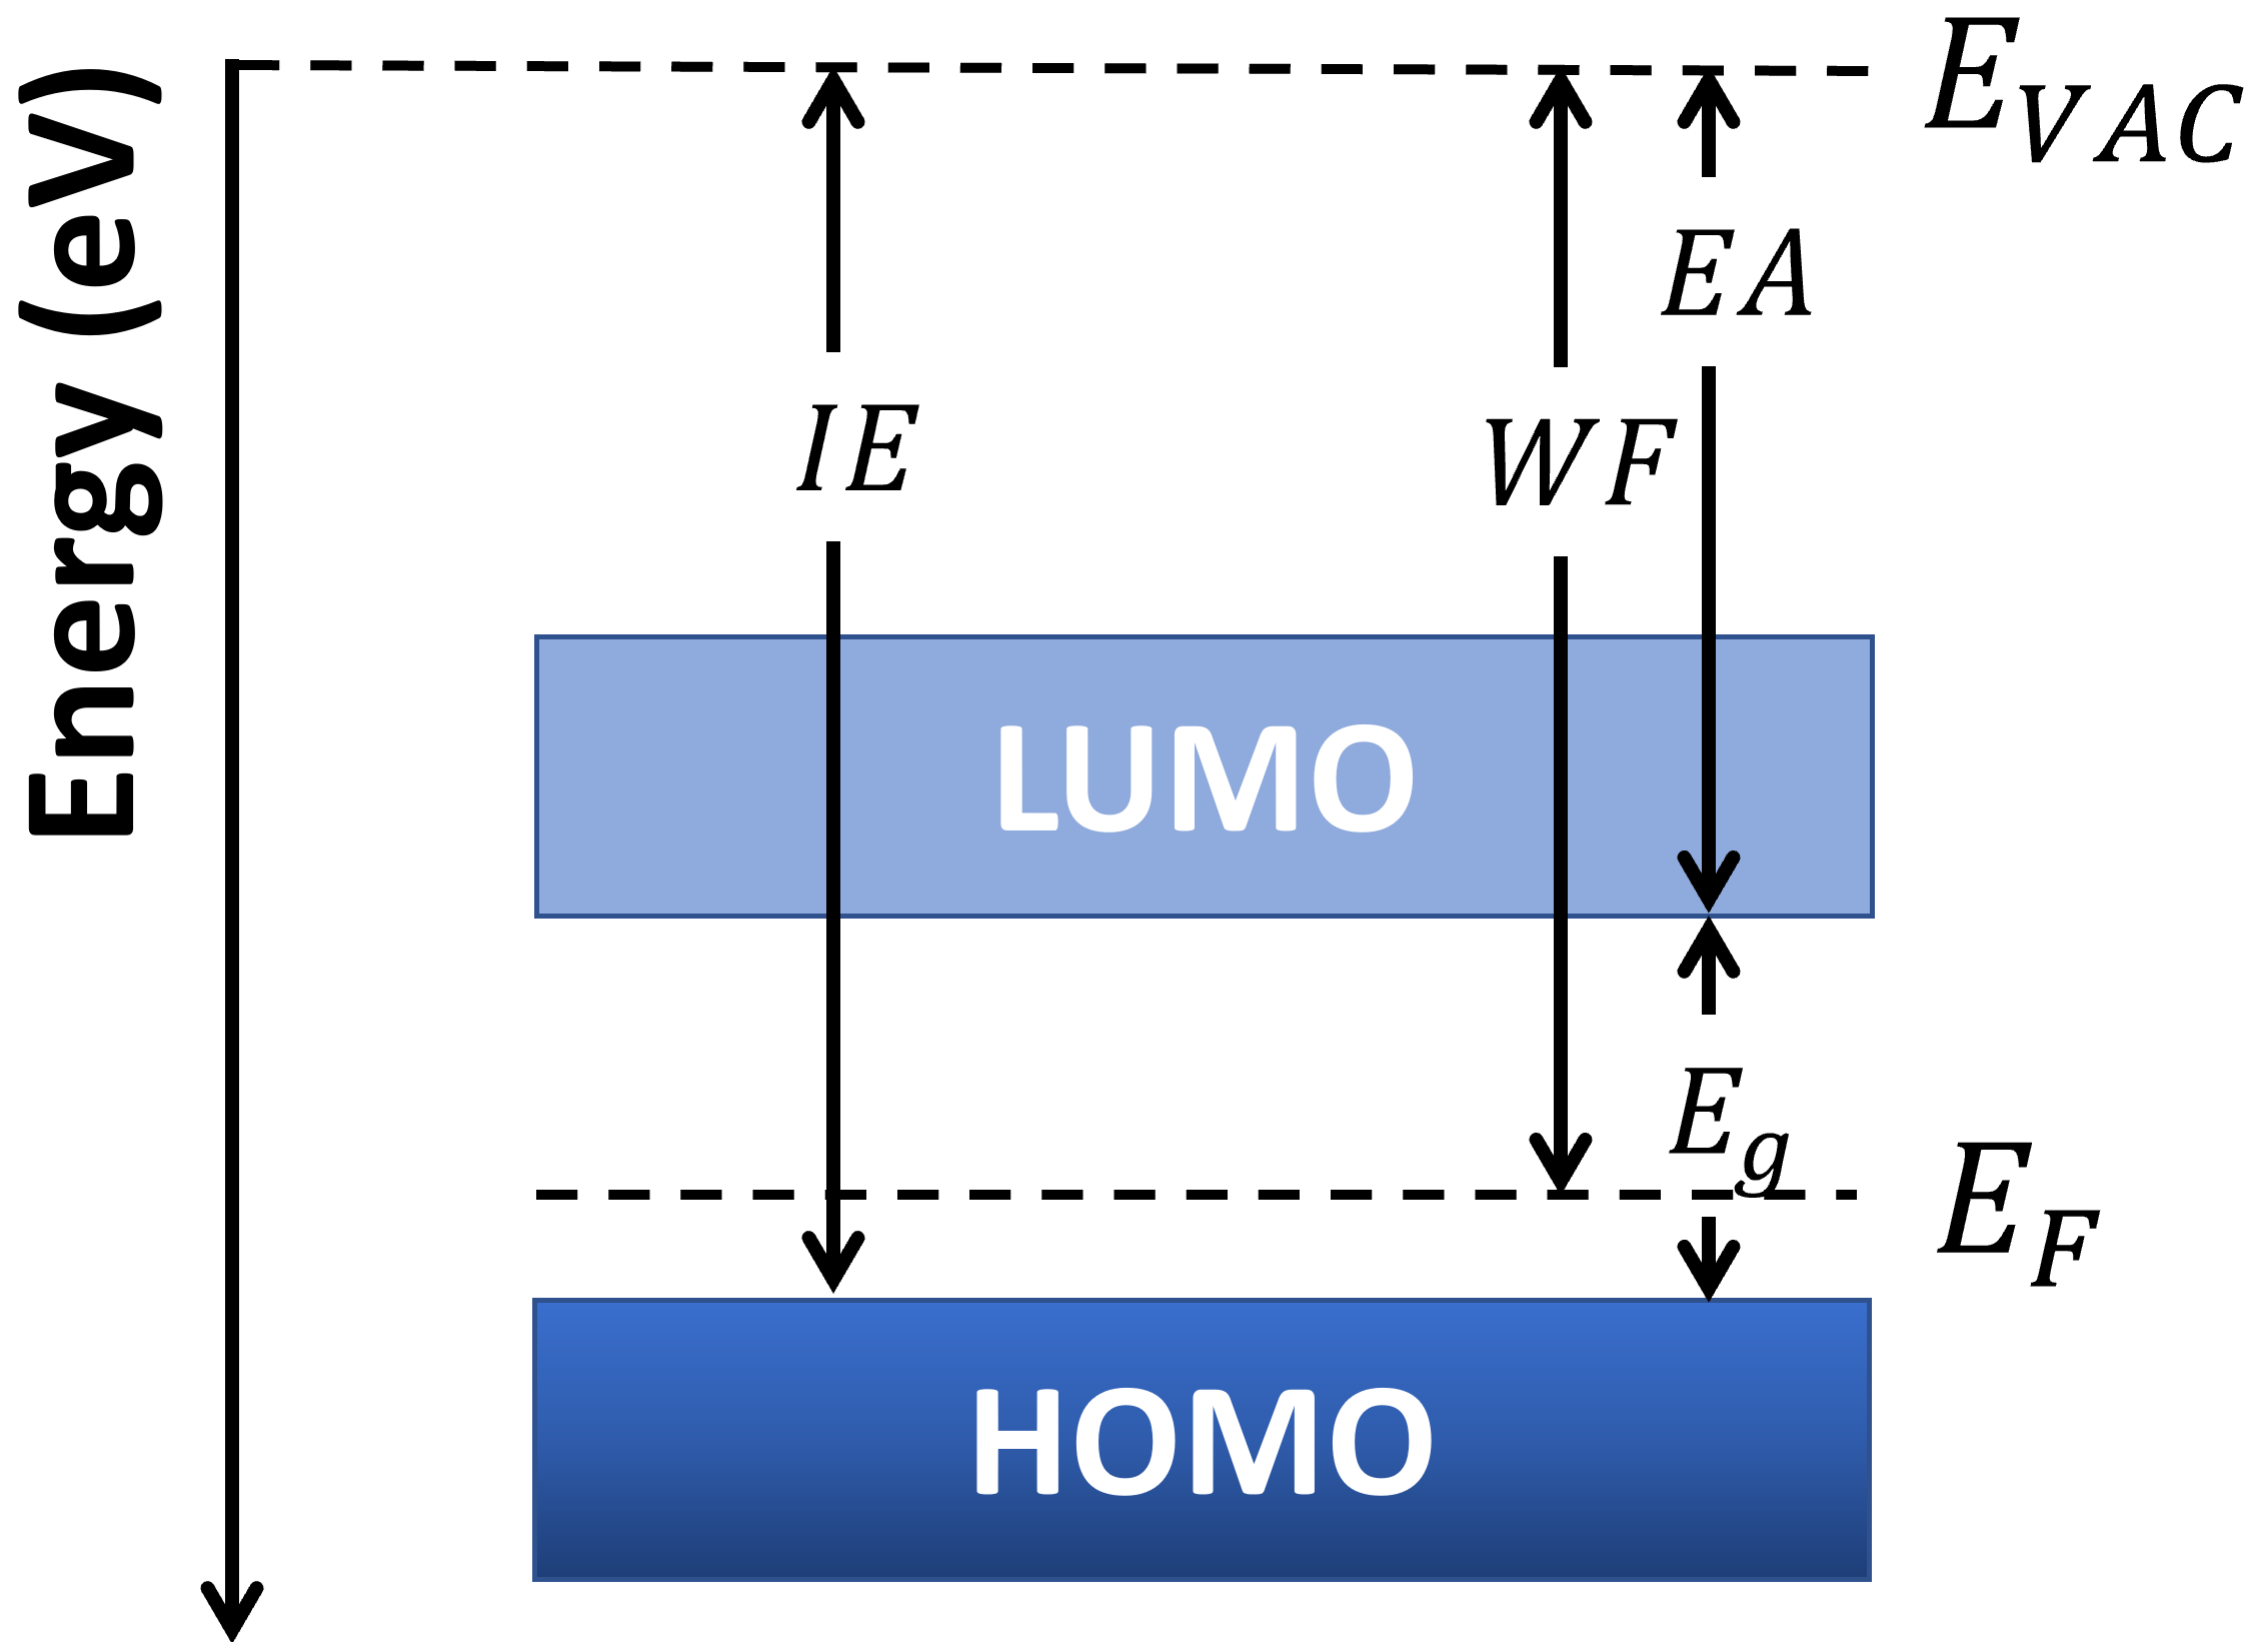 Energy (eV)
E_VAC
EA
IE
WF
LUMO
E_g
E_F
HOMO